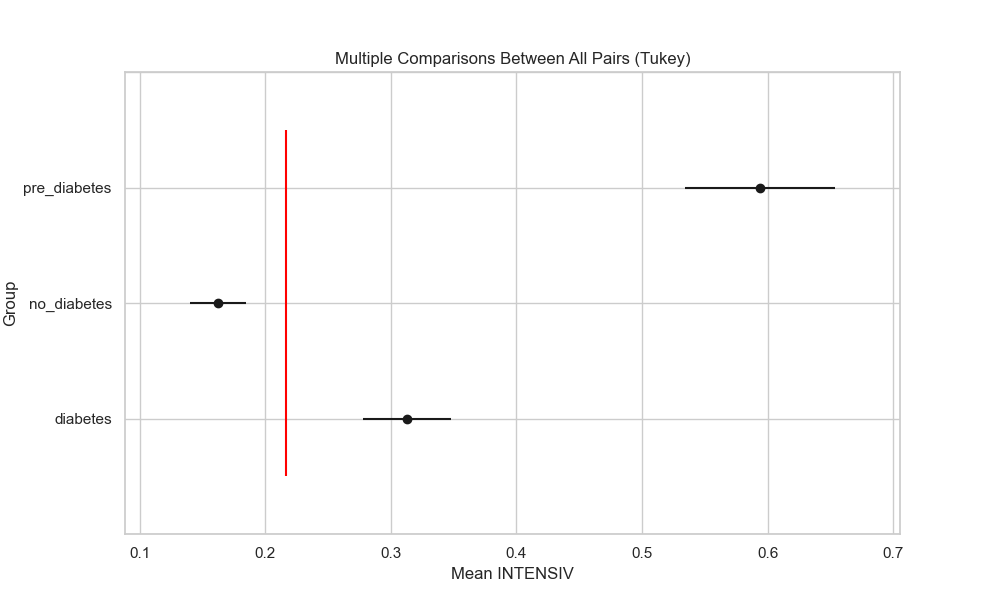 Multiple Comparisons Between All Pairs (Tukey)
pre_diabetes
no_diabetes
diabetes
Group
0.1 0.2 0.3 0.4 0.5 0.6 0.7
Mean INTENSIV